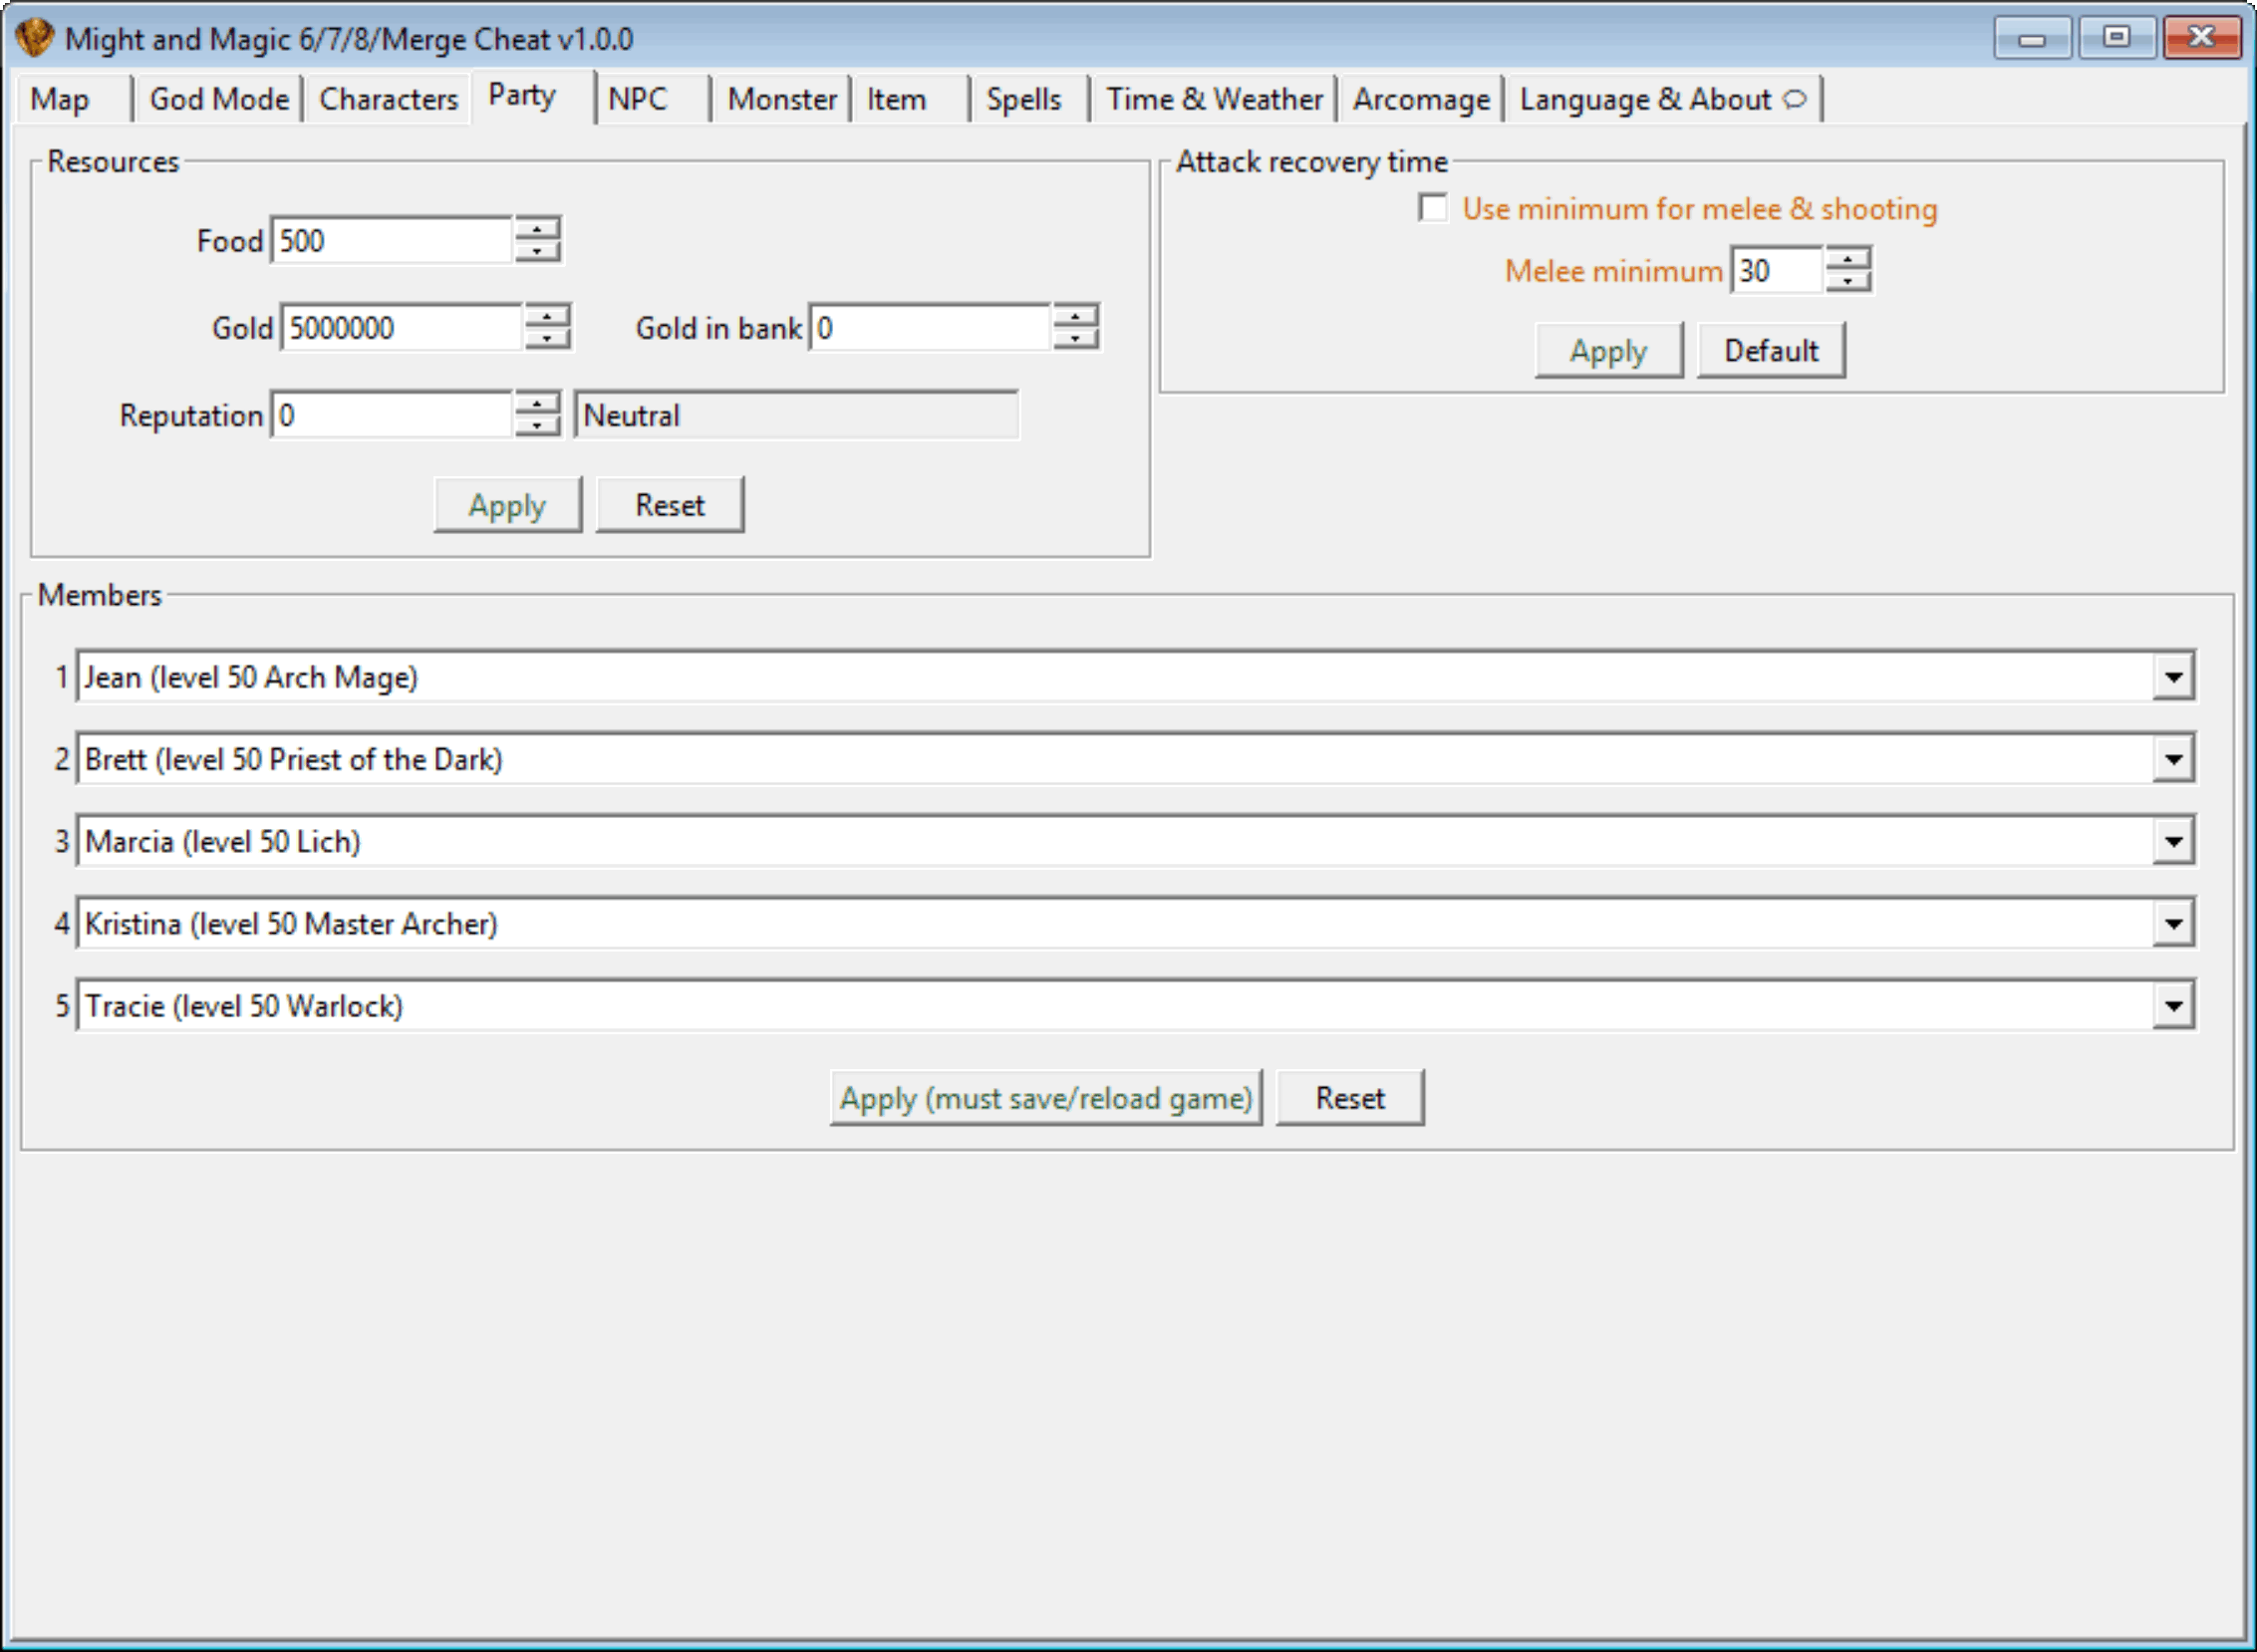 Might and Magic 6/7/8/Merge Cheat v1.0.0
Map God Mode Characters Party NPC Monster Item Spells Time & Weather Arcomage Language & About
Resources
Food 500
Gold 5000000 Gold in bank 0
Reputation 0 Neutral
Apply Reset
Attack recovery time
Use minimum for melee & shooting
Melee minimum 30
Apply Default
Members
1 Jean (level 50 Arch Mage)
2 Brett (level 50 Priest of the Dark)
3 Marcia (level 50 Lich)
4 Kristina (level 50 Master Archer)
5 Tracie (level 50 Warlock)
Apply (must save/reload game) Reset